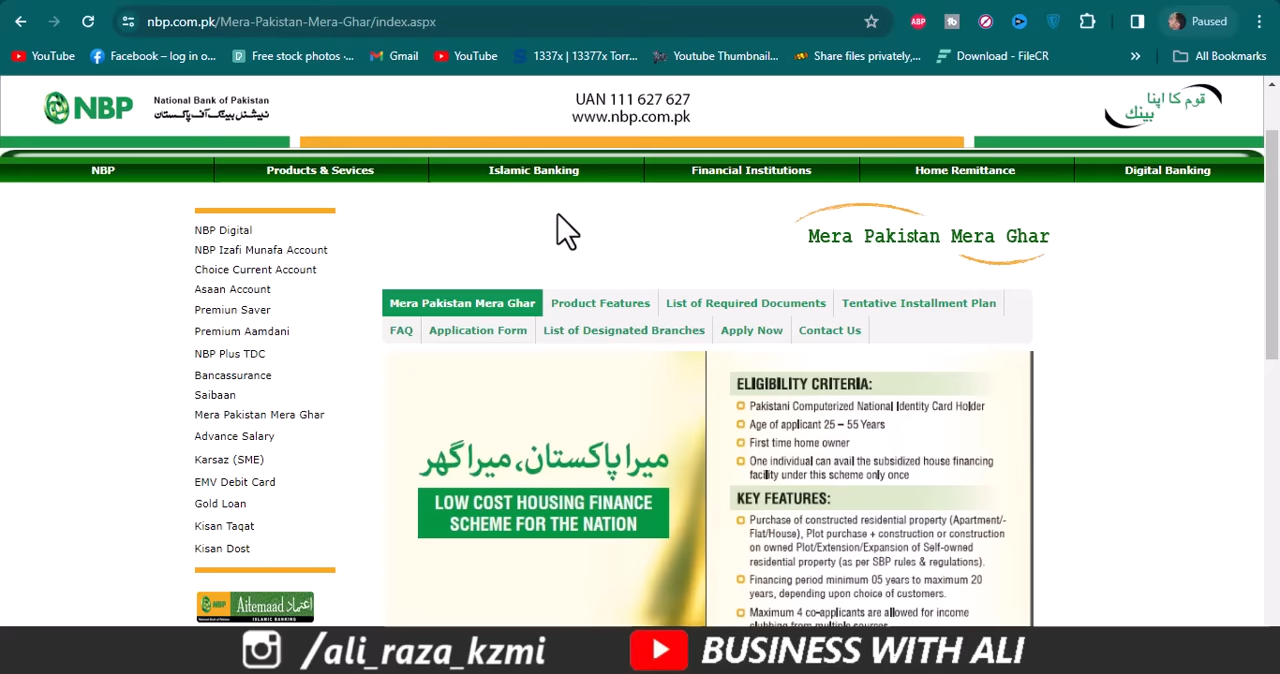 nbp.com.pk/Mera-Pakistan-Mera-Ghar/index.aspx
ABP
tb
Paused
YouTube
Facebook – log in o...
Free stock photos -...
Gmail
YouTube
1337x | 13377x Torr...
Youtube Thumbnail...
Share files privately,...
Download - FileCR
»
All Bookmarks
NBP
National Bank of Pakistan
نیشنل بینک آف پاکستان
UAN 111 627 627
www.nbp.com.pk
قوم کا اپنا
بینک
NBP
Products & Sevices
Islamic Banking
Financial Institutions
Home Remittance
Digital Banking
NBP Digital
NBP Izafi Munafa Account
Choice Current Account
Asaan Account
Premiun Saver
Premium Aamdani
NBP Plus TDC
Bancassurance
Saibaan
Mera Pakistan Mera Ghar
Advance Salary
Karsaz (SME)
EMV Debit Card
Gold Loan
Kisan Taqat
Kisan Dost
NBP
Aitemaad اعتماد
ISLAMIC BANKING
Mera Pakistan Mera Ghar
Mera Pakistan Mera Ghar
Product Features
List of Required Documents
Tentative Installment Plan
FAQ
Application Form
List of Designated Branches
Apply Now
Contact Us
میرا پاکستان، میرا گھر
LOW COST HOUSING FINANCE
SCHEME FOR THE NATION
ELIGIBILITY CRITERIA:
Pakistani Computerized National Identity Card Holder
Age of applicant 25 – 55 Years
First time home owner
One individual can avail the subsidized house financing
facility under this scheme only once
KEY FEATURES:
Purchase of constructed residential property (Apartment/-
Flat/House), Plot purchase + construction or construction
on owned Plot/Extension/Expansion of Self-owned
residential property (as per SBP rules & regulations).
Financing period minimum 05 years to maximum 20
years, depending upon choice of customers.
Maximum 4 co-applicants are allowed for income
clubbing from multiple sources
/ali_raza_kzmi
BUSINESS WITH ALI